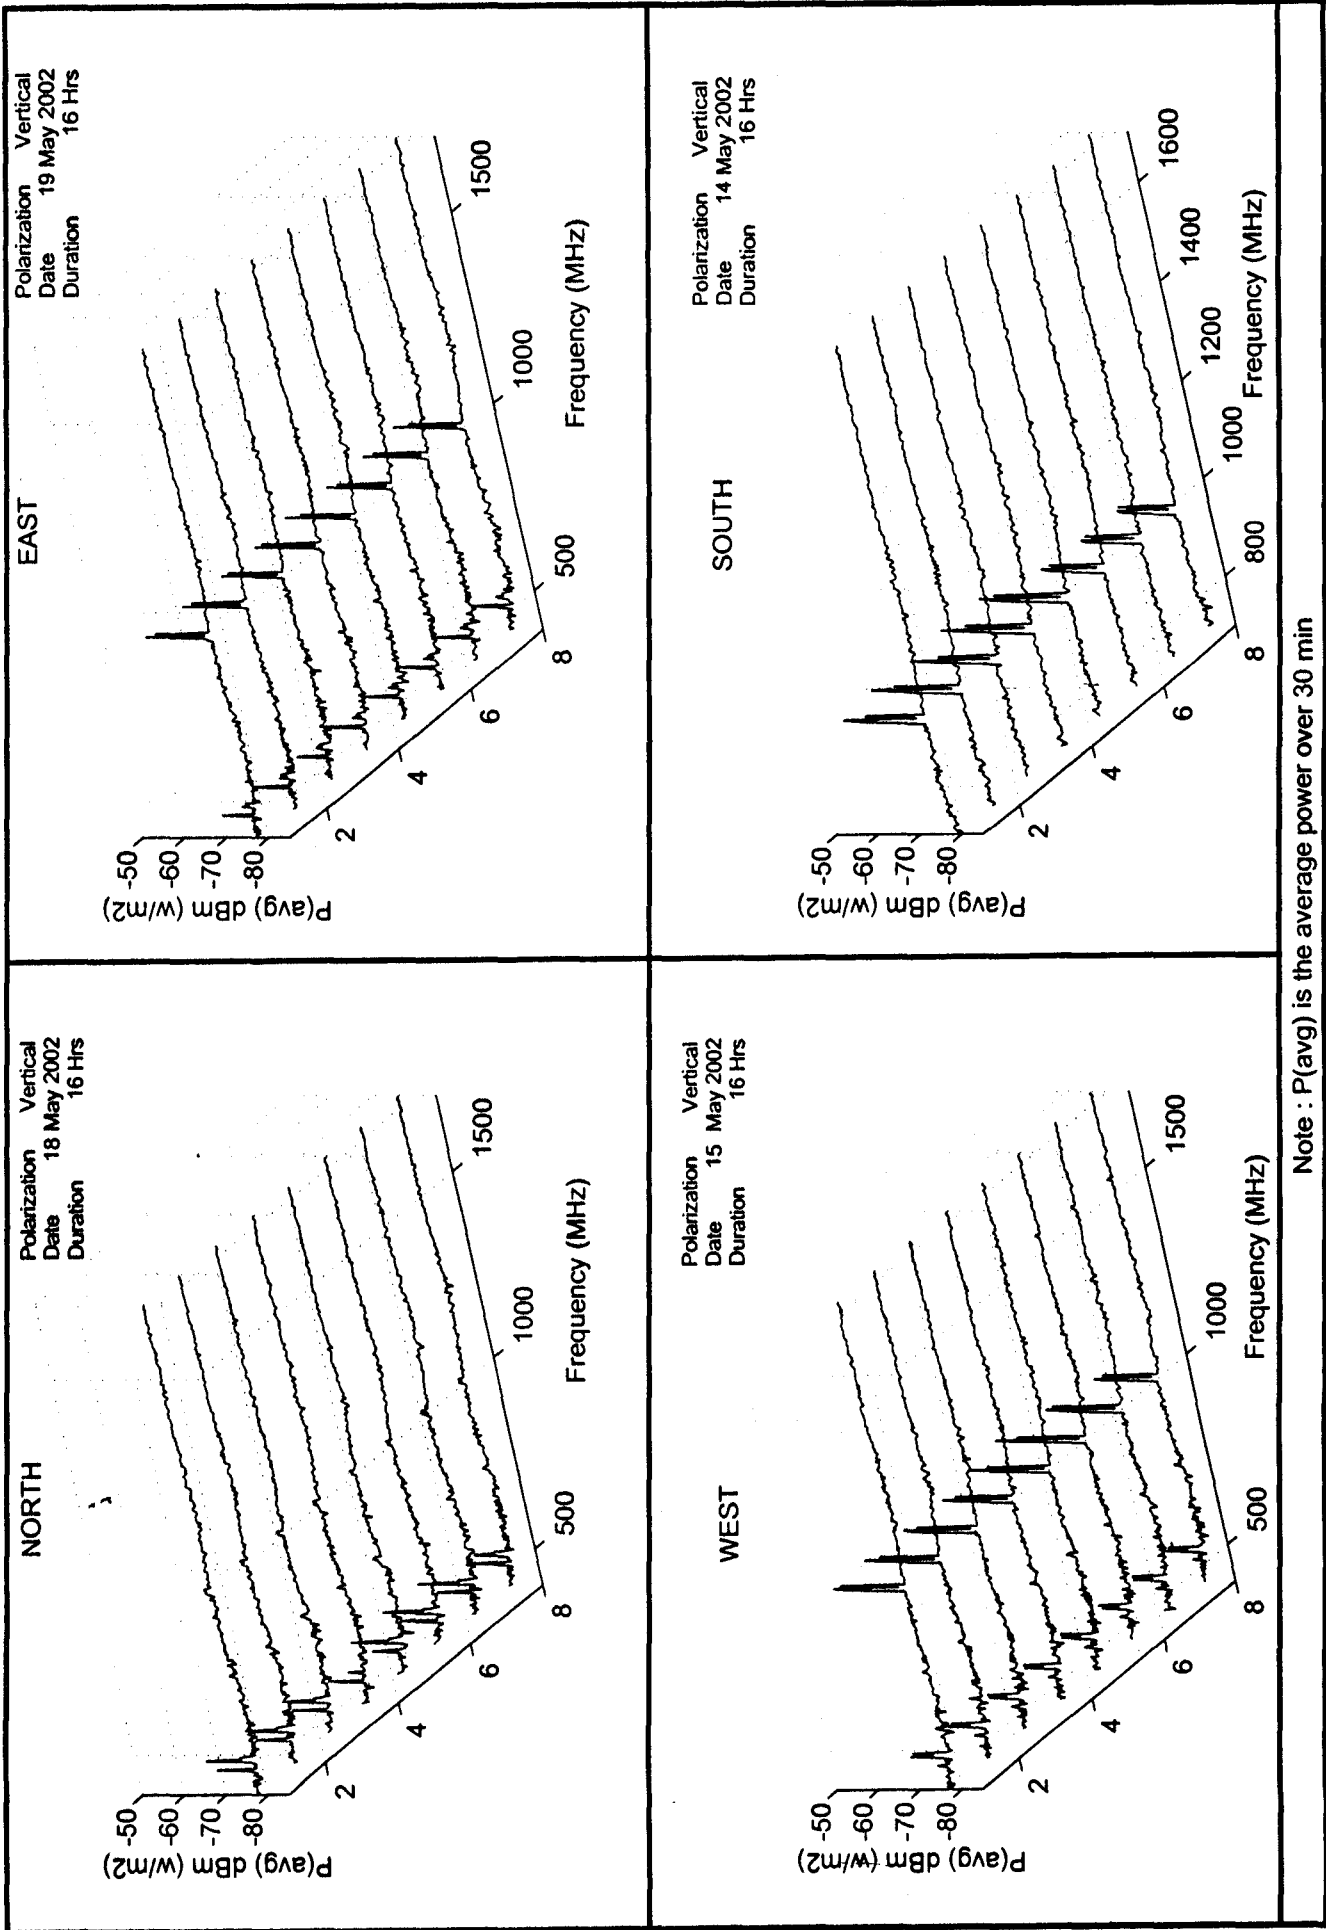 NORTH
Polarization Vertical
Date 18 May 2002
Duration 16 Hrs
P(avg) dBm (w/m2)
-50
-60
-70
-80
2
4
6
8
500
1000
1500
Frequency (MHz)
EAST
Polarization Vertical
Date 19 May 2002
Duration 16 Hrs
P(avg) dBm (w/m2)
-50
-60
-70
-80
2
4
6
8
500
1000
1500
Frequency (MHz)
WEST
Polarization Vertical
Date 15 May 2002
Duration 16 Hrs
P(avg) dBm (w/m2)
-50
-60
-70
-80
2
4
6
8
500
1000
1500
Frequency (MHz)
SOUTH
Polarization Vertical
Date 14 May 2002
Duration 16 Hrs
P(avg) dBm (w/m2)
-50
-60
-70
-80
2
4
6
8
800
1000
1200
1400
1600
Frequency (MHz)
Note : P(avg) is the average power over 30 min